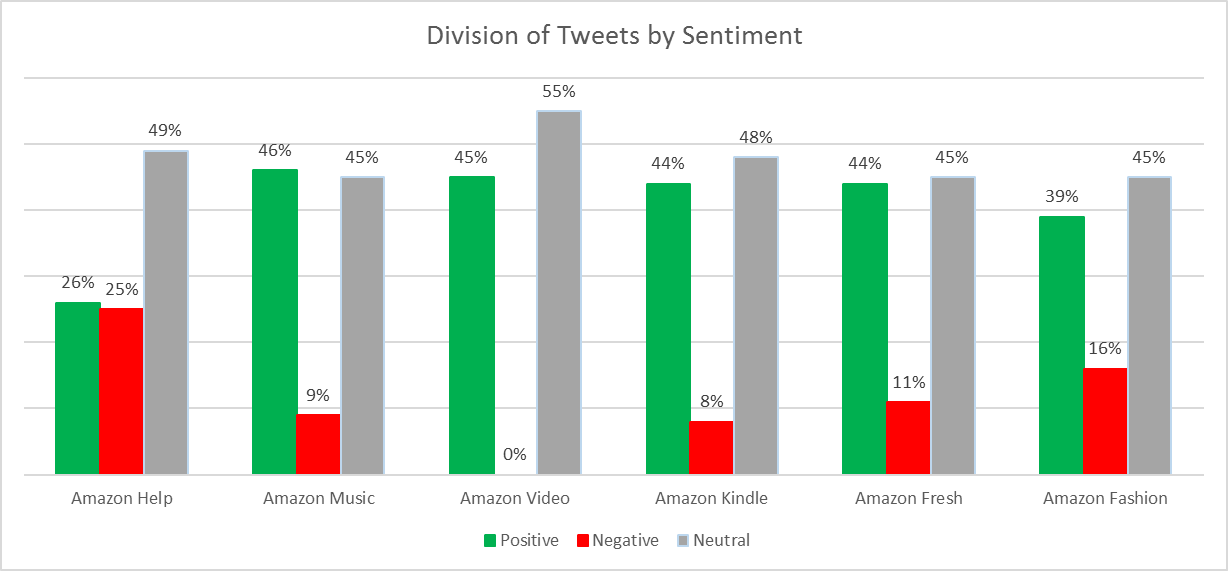 Division of Tweets by Sentiment
26% 25% 49% 46% 9% 45% 45% 0% 55% 44% 8% 48% 44% 11% 45% 39% 16% 45%
Amazon Help Amazon Music Amazon Video Amazon Kindle Amazon Fresh Amazon Fashion
Positive Negative Neutral